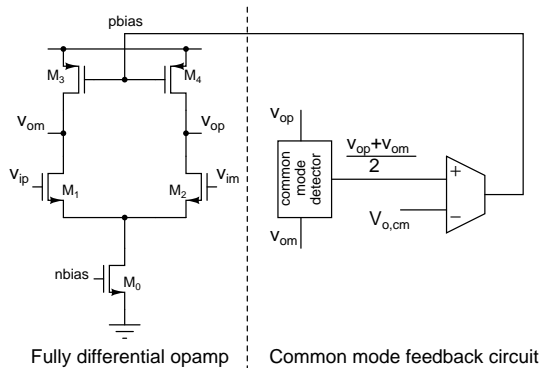 pbias
M3
M4
vom
vop
vip
M1
M2
vim
nbias
M0
vop
common
mode
detector
vom
vop+vom
2
+
Vo,cm
−
Fully differential opamp
Common mode feedback circuit